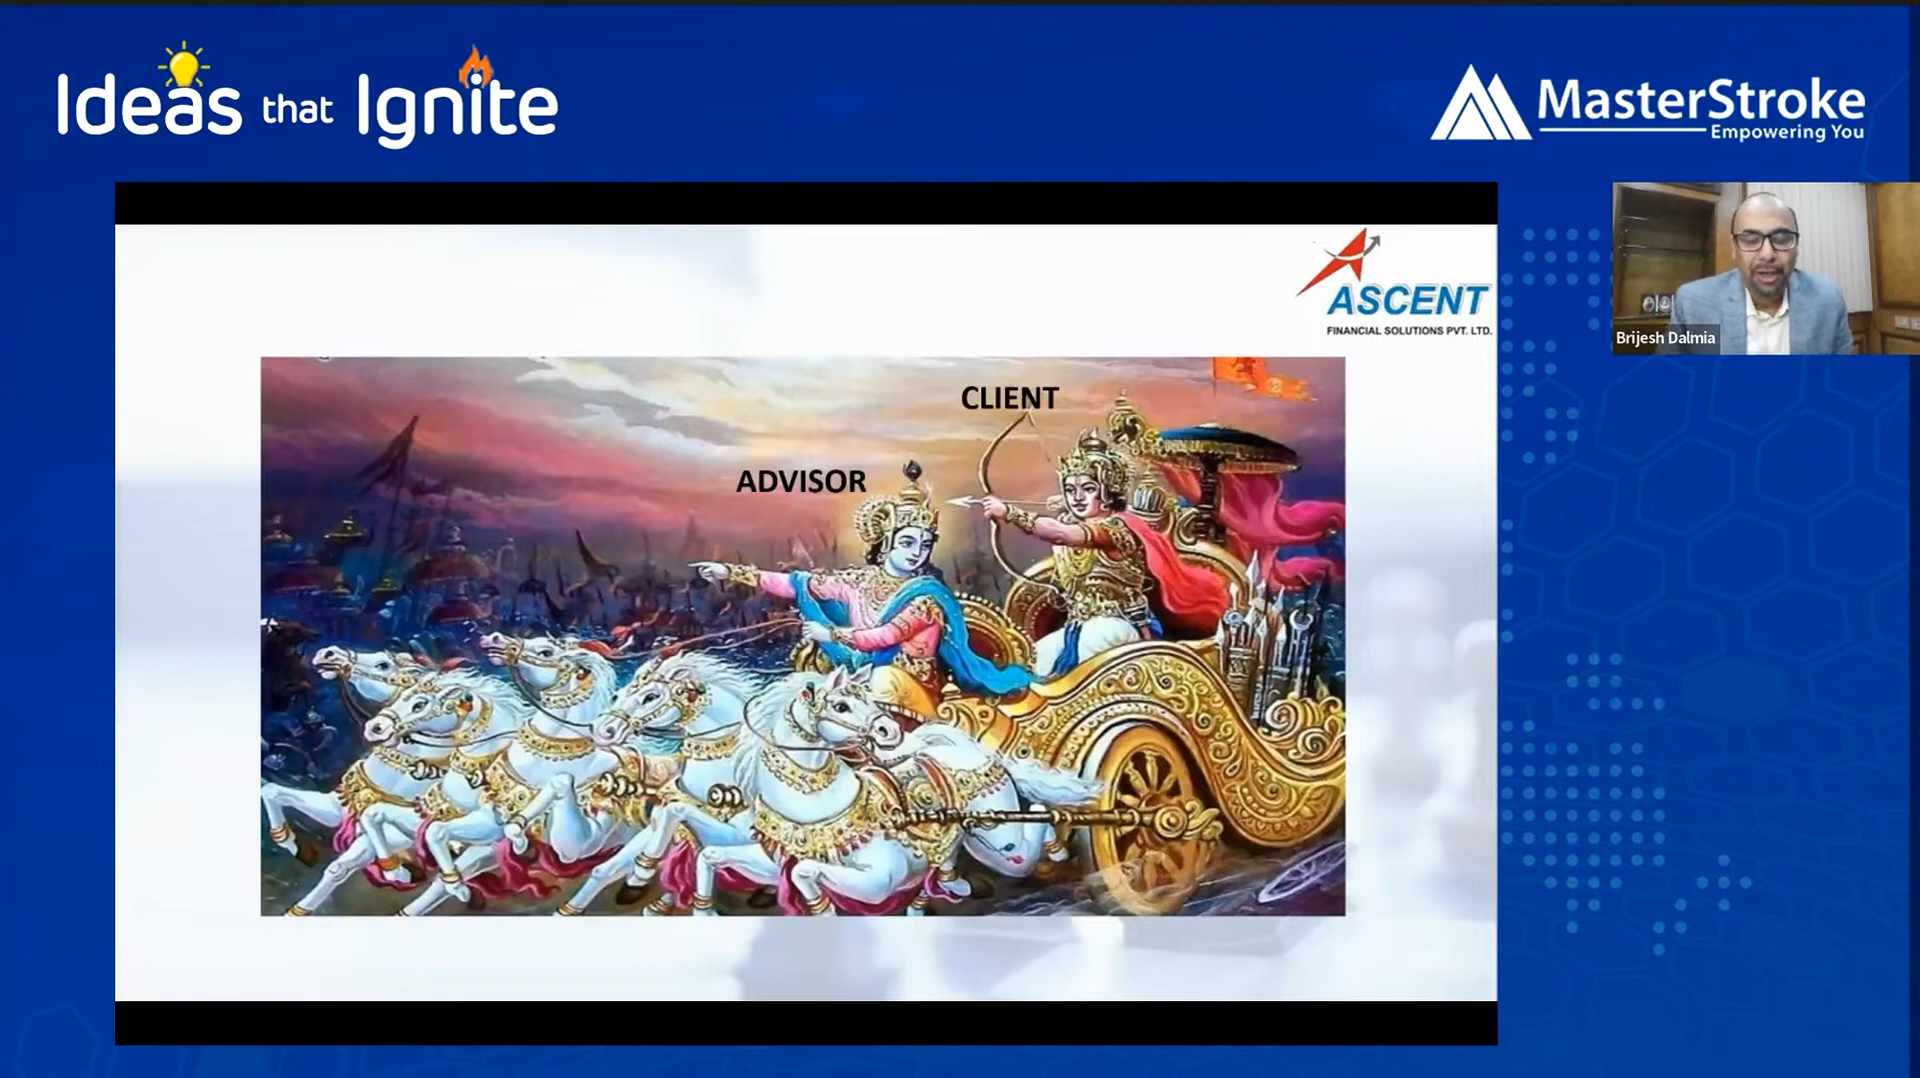 Ideas that Ignite
MasterStroke
Empowering You
ASCENT
FINANCIAL SOLUTIONS PVT. LTD.
Brijesh Dalmia
CLIENT
ADVISOR